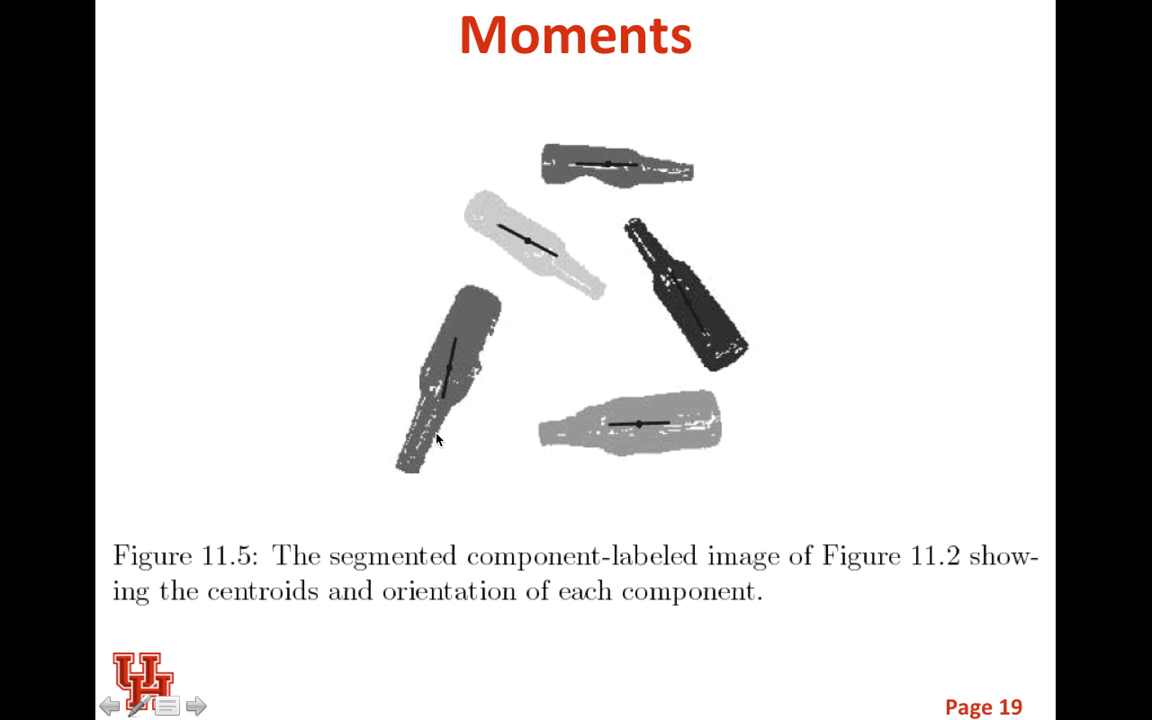 Moments
Figure 11.5: The segmented component-labeled image of Figure 11.2 show-
ing the centroids and orientation of each component.
UH
Page 19